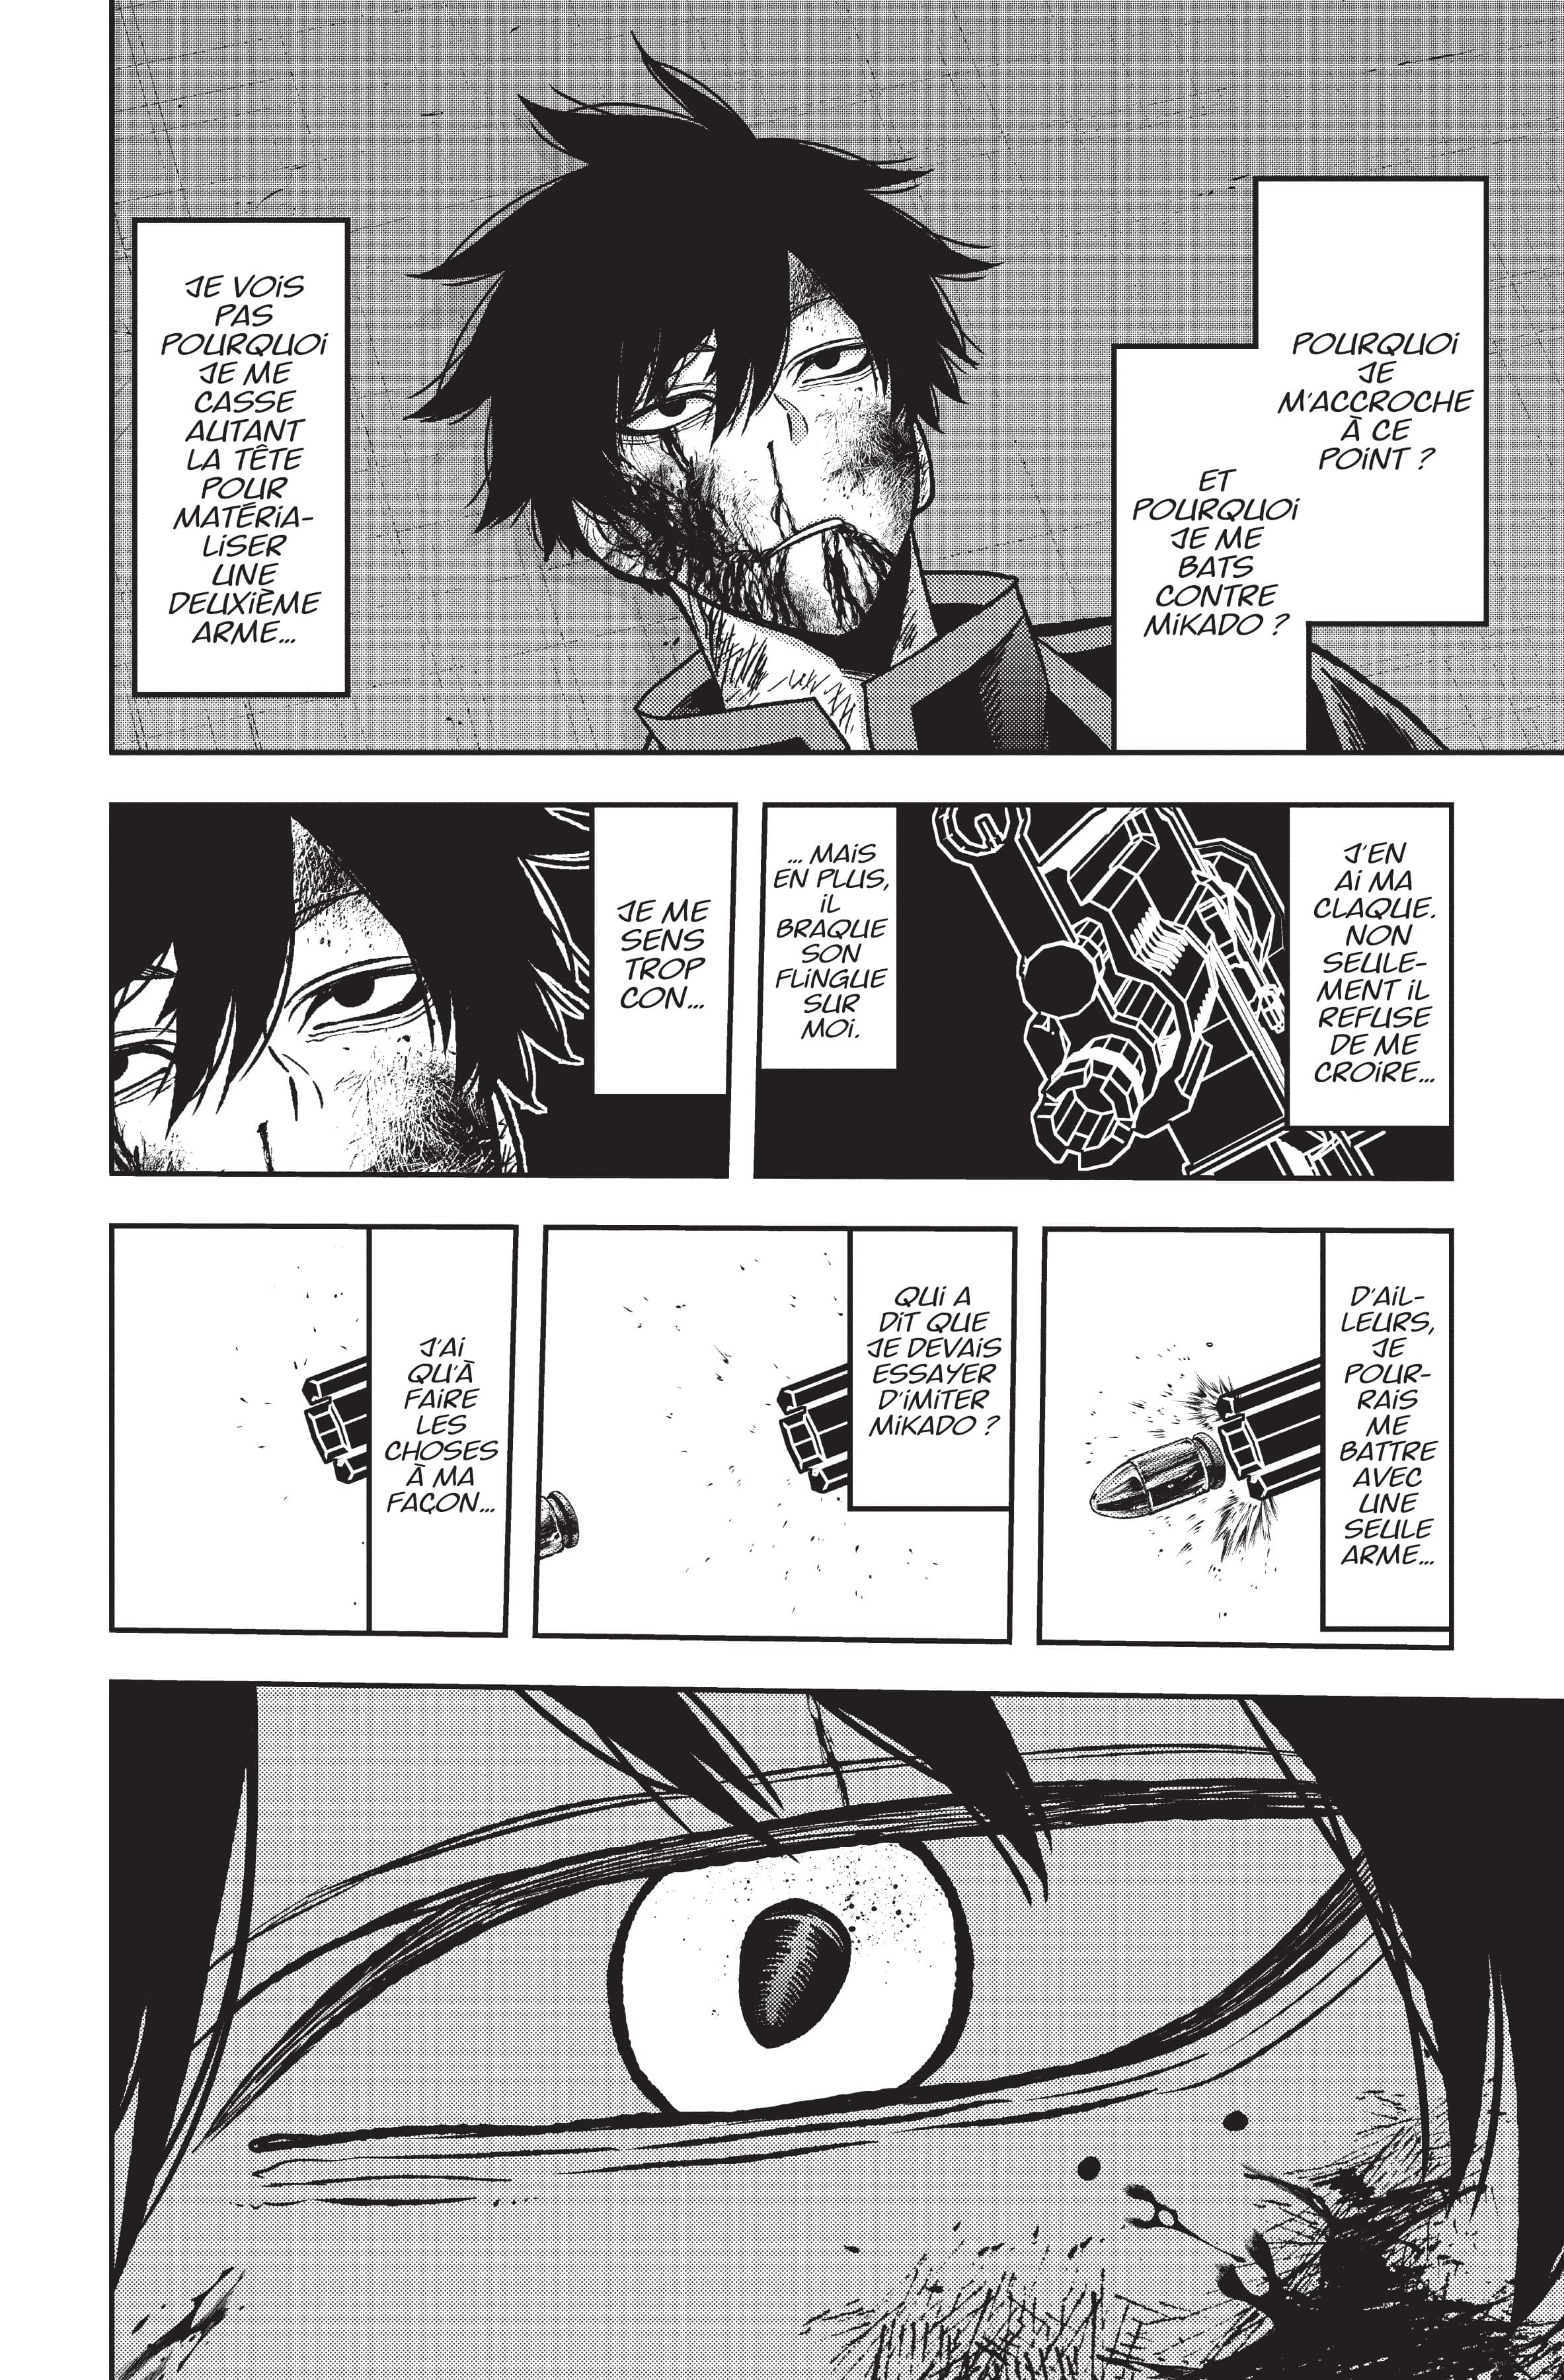 POURQUOI
JE
M'ACCROCHE
À CE
POINT ?
ET
POURQUOI
JE ME
BATS
CONTRE
MIKADO ?
JE VOIS
PAS
POURQUOI
JE ME
CASSE
AUTANT
LA TÊTE
POUR
MATÉRIA-
LISER
UNE
DEUXIÈME
ARME...
J'EN
AI MA
CLAQUE.
NON
SEULE-
MENT IL
REFUSE
DE ME
CROIRE...
... MAIS
EN PLUS,
IL
BRAQUE
SON
FLINGUE
SUR
MOI.
JE ME
SENS
TROP
CON...
D'AIL-
LEURS,
JE
POUR-
RAIS
ME
BATTRE
AVEC
UNE
SEULE
ARME...
QUI A
DIT QUE
JE DEVAIS
ESSAYER
D'IMITER
MIKADO ?
J'AI
QU'À
FAIRE
LES
CHOSES
À MA
FAÇON...